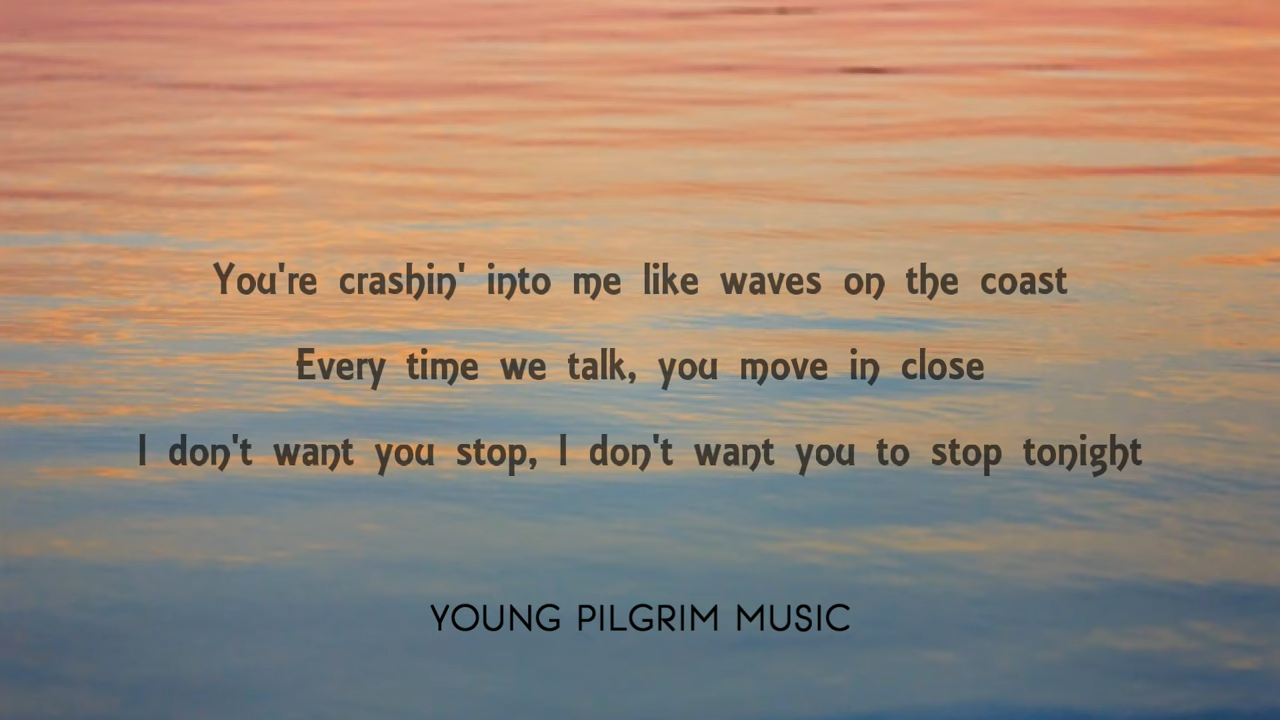 You're crashin' into me like waves on the coast
Every time we talk, you move in close
I don't want you stop, I don't want you to stop tonight
YOUNG PILGRIM MUSIC